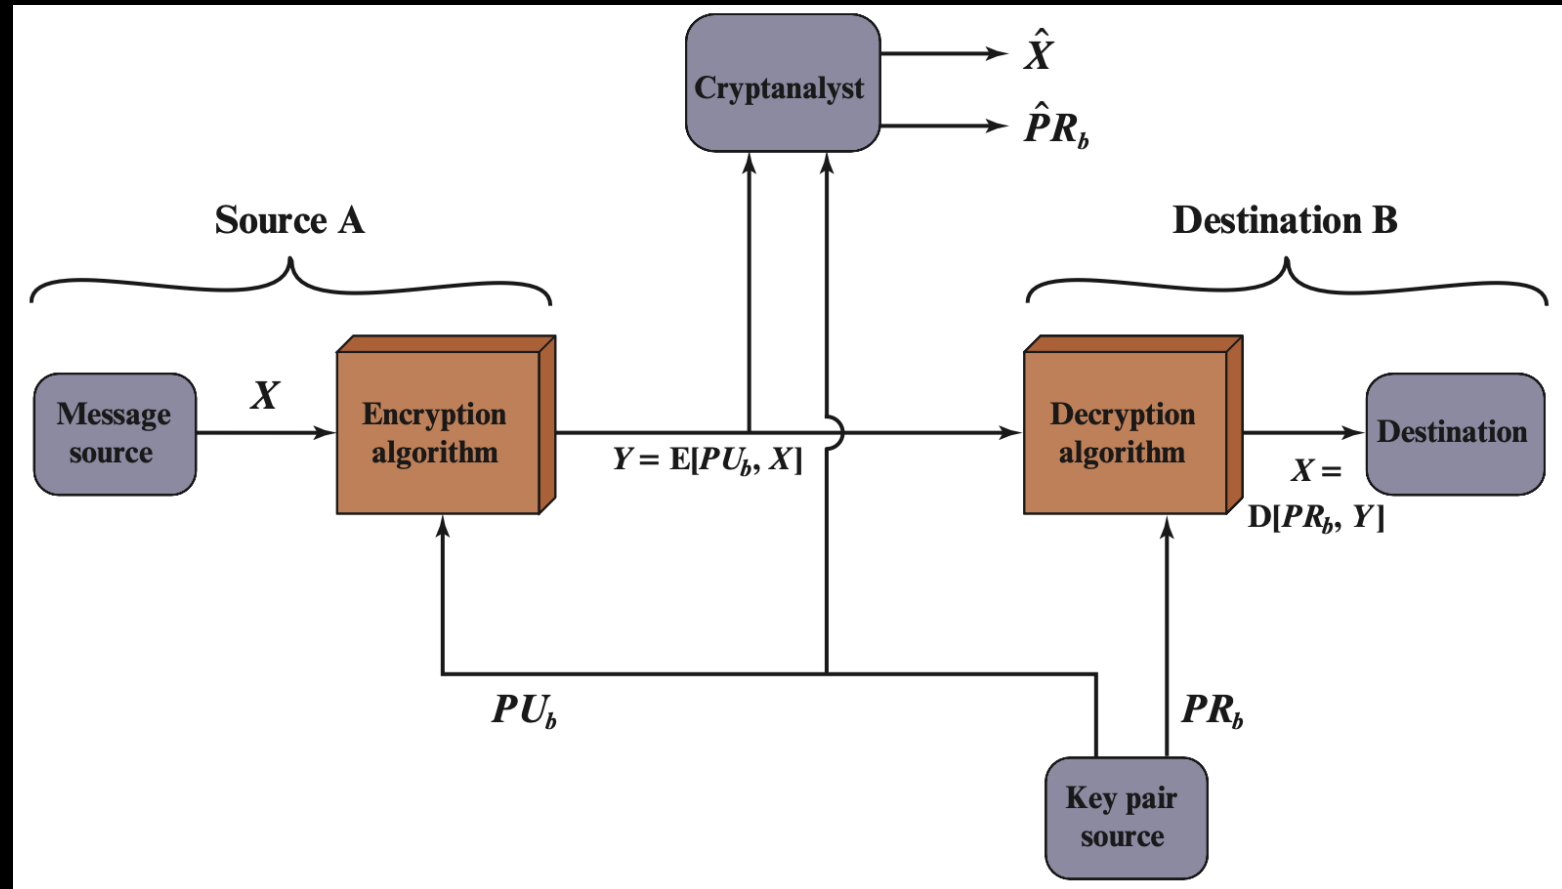 Cryptanalyst
X̂
P̂R_b
Source A
Destination B
Message
source
X
Encryption
algorithm
Y = E[PU_b, X]
Decryption
algorithm
X =
D[PR_b, Y]
Destination
PU_b
PR_b
Key pair
source